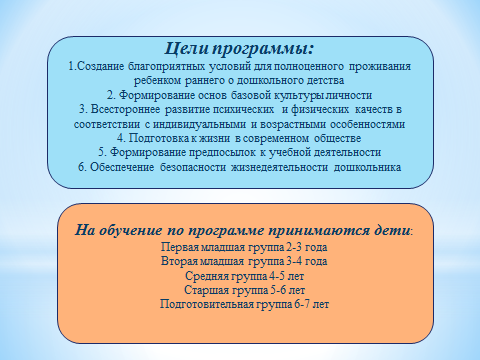 Цели программы:
1.Создание благоприятных условий для полноценного проживания
ребенком раннего о дошкольного детства
2. Формирование основ базовой культуры личности
3. Всестороннее развитие психических и физических качеств в
соответствии с индивидуальными и возрастными особенностями
4. Подготовка к жизни в современном обществе
5. Формирование предпосылок к учебной деятельности
6. Обеспечение безопасности жизнедеятельности дошкольника
На обучение по программе принимаются дети:
Первая младшая группа 2-3 года
Вторая младшая группа 3-4 года
Средняя группа 4-5 лет
Старшая группа 5-6 лет
Подготовительная группа 6-7 лет